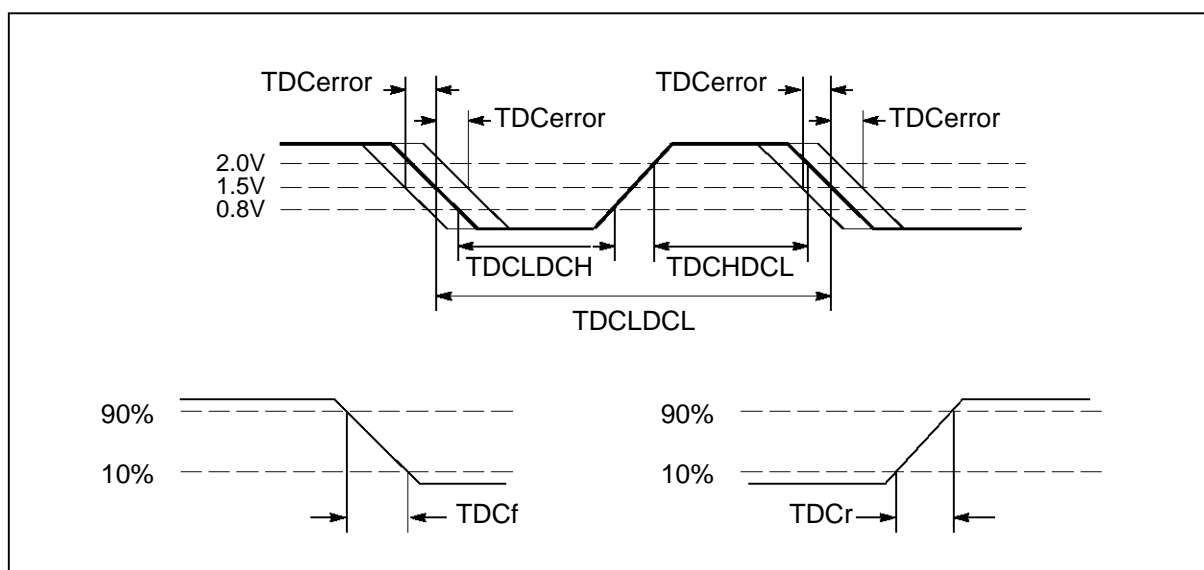 TDCerror
TDCerror
TDCerror
TDCerror
2.0V
1.5V
0.8V
TDCLDCH
TDCHDCL
TDCLDCL
90%
10%
TDCf
90%
10%
TDCr